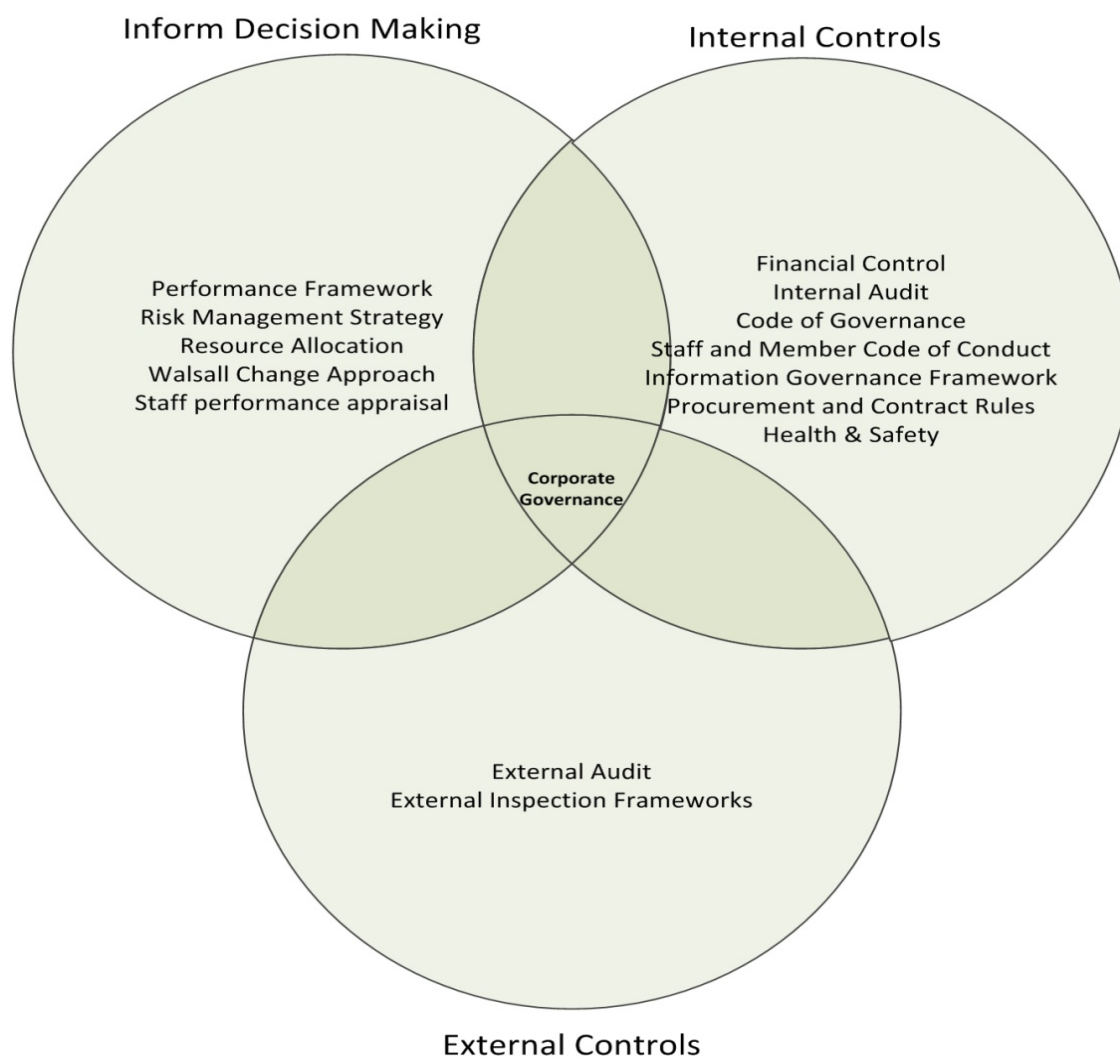 Inform Decision Making
Internal Controls
Performance Framework
Risk Management Strategy
Resource Allocation
Walsall Change Approach
Staff performance appraisal
Financial Control
Internal Audit
Code of Governance
Staff and Member Code of Conduct
Information Governance Framework
Procurement and Contract Rules
Health & Safety
Corporate
Governance
External Audit
External Inspection Frameworks
External Controls